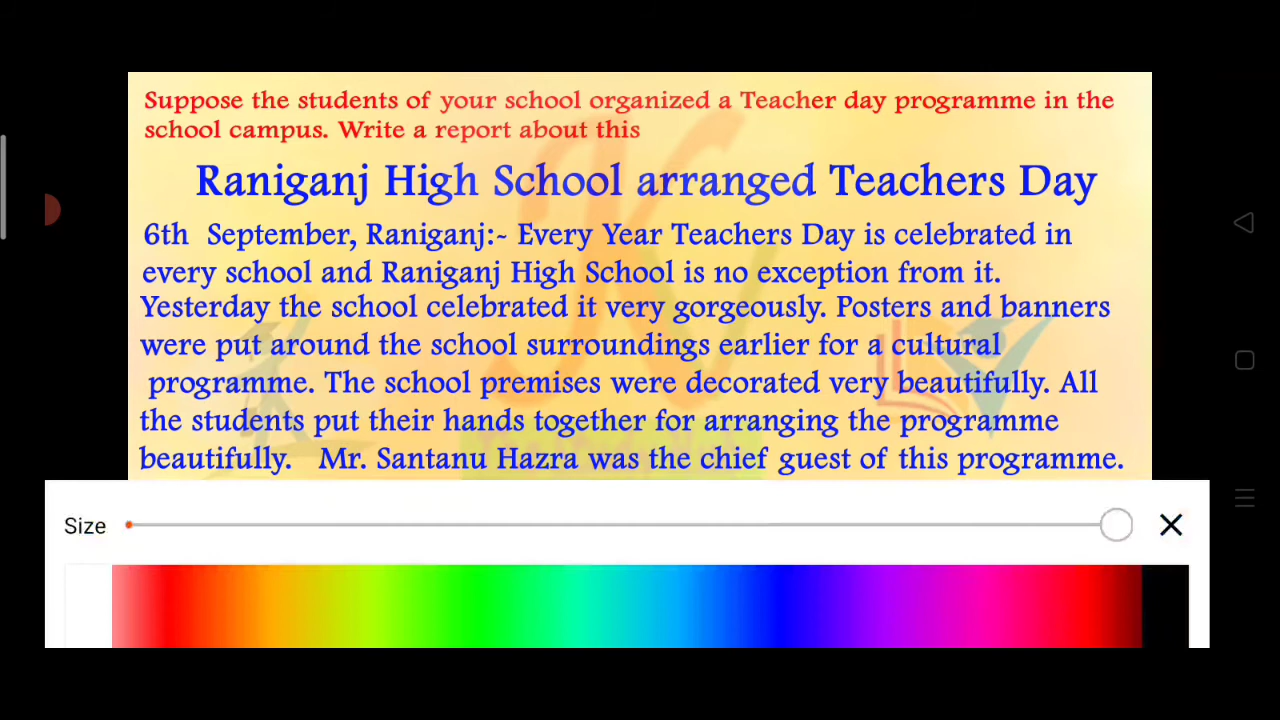 Suppose the students of your school organized a Teacher day programme in the
school campus. Write a report about this
Raniganj High School arranged Teachers Day
6th September, Raniganj:- Every Year Teachers Day is celebrated in
every school and Raniganj High School is no exception from it.
Yesterday the school celebrated it very gorgeously. Posters and banners
were put around the school surroundings earlier for a cultural
programme. The school premises were decorated very beautifully. All
the students put their hands together for arranging the programme
beautifully. Mr. Santanu Hazra was the chief guest of this programme.
Size